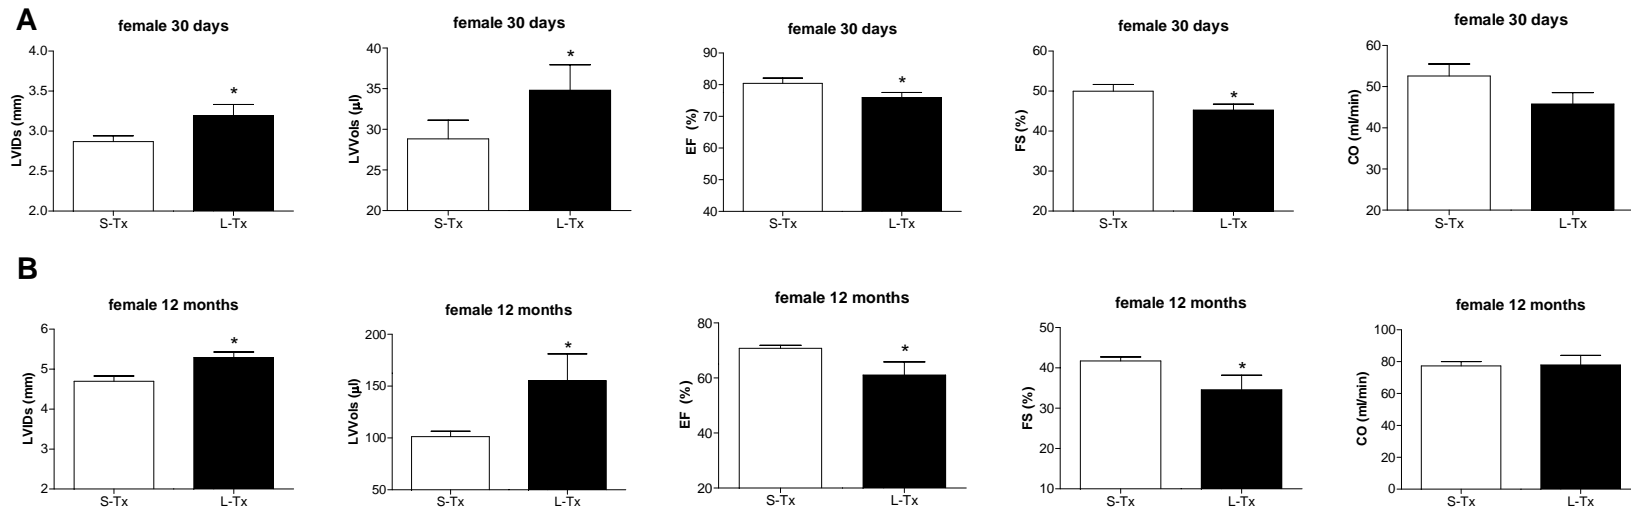 A
female 30 days
4.0
3.5
3.0
2.5
2.0
LVIDs (mm)
*
S-Tx L-Tx
female 30 days
40
35
30
25
20
LVVols (µl)
*
S-Tx L-Tx
female 30 days
90
80
70
60
50
40
EF (%)
*
S-Tx L-Tx
female 30 days
60
50
40
30
20
FS (%)
*
S-Tx L-Tx
female 30 days
60
50
40
30
20
CO (ml/min)
S-Tx L-Tx
B
female 12 months
6
5
4
3
2
LVIDs (mm)
*
S-Tx L-Tx
female 12 months
200
150
100
50
LVVols (µl)
*
S-Tx L-Tx
female 12 months
80
60
40
20
EF (%)
*
S-Tx L-Tx
female 12 months
50
40
30
20
10
FS (%)
*
S-Tx L-Tx
female 12 months
100
80
60
40
20
0
CO (ml/min)
S-Tx L-Tx